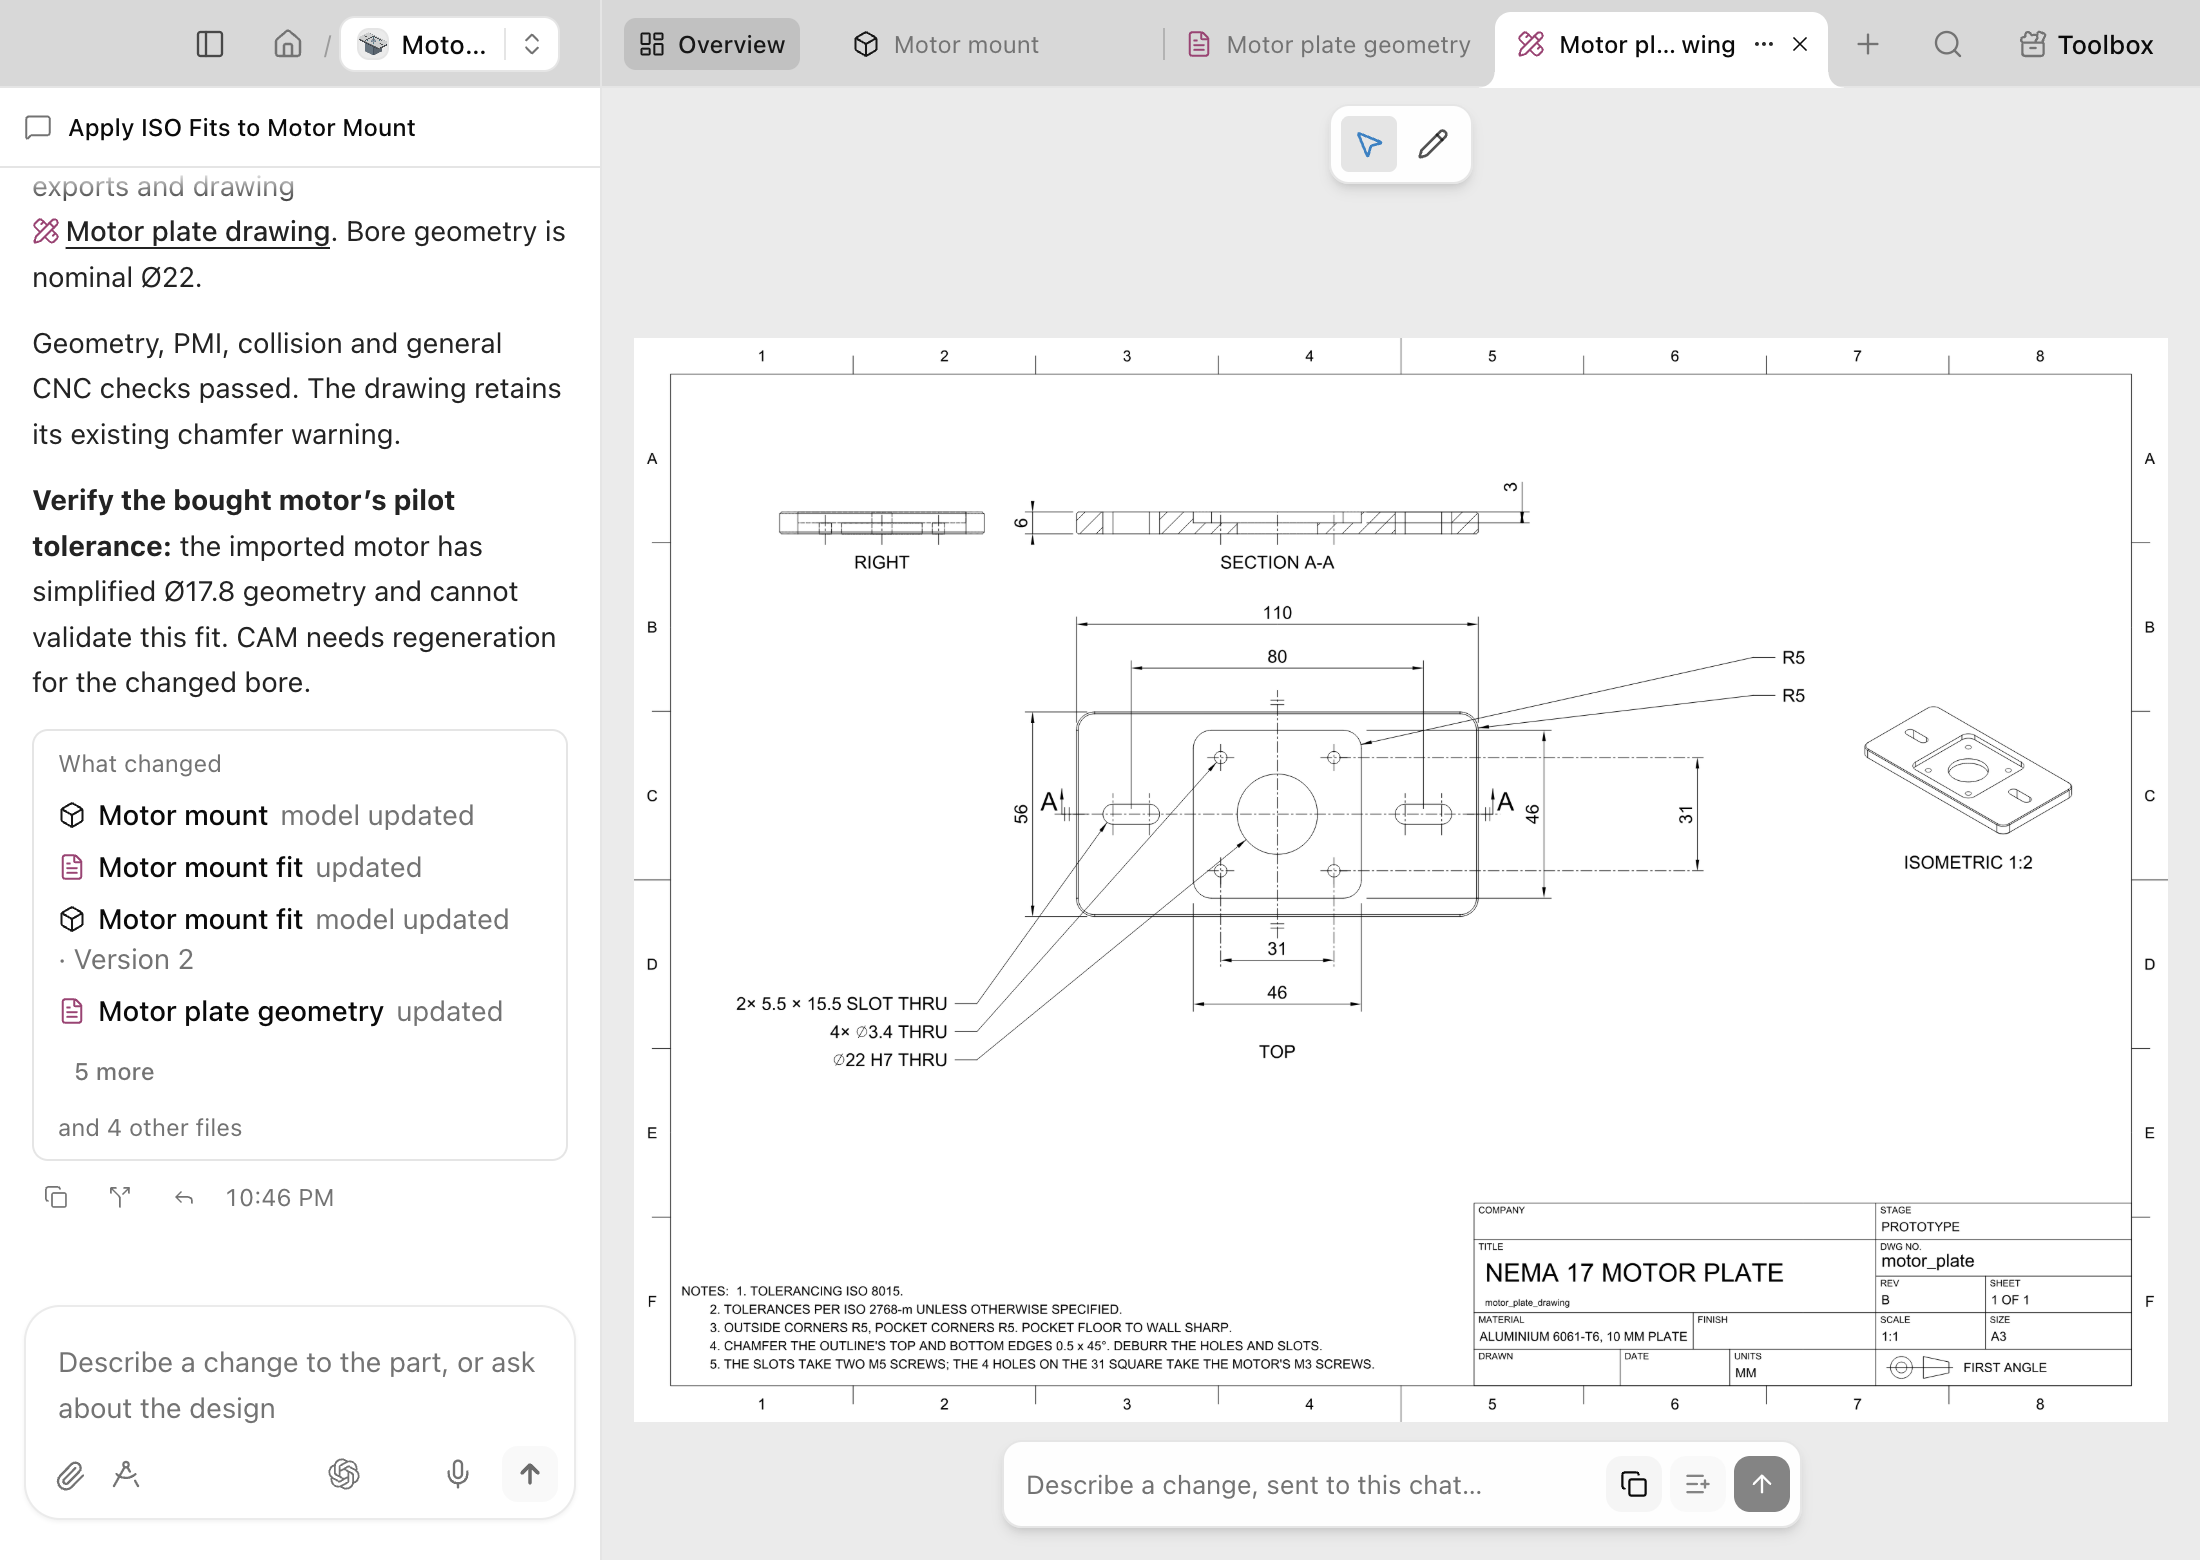 /
Moto...
Overview
Motor mount
Motor plate geometry
Motor pl... wing
Toolbox
Apply ISO Fits to Motor Mount
exports and drawing
Motor plate drawing. Bore geometry is
nominal Ø22.
Geometry, PMI, collision and general
CNC checks passed. The drawing retains
its existing chamfer warning.
Verify the bought motor’s pilot
tolerance: the imported motor has
simplified Ø17.8 geometry and cannot
validate this fit. CAM needs regeneration
for the changed bore.
What changed
Motor mount model updated
Motor mount fit updated
Motor mount fit model updated
· Version 2
Motor plate geometry updated
5 more
and 4 other files
10:46 PM
Describe a change to the part, or ask
about the design
1 2 3 4 5 6 7 8
A A
B B
C C
D D
E E
F F
3
6
RIGHT
SECTION A-A
110
80
R5
R5
A A
56
46
31
ISOMETRIC 1:2
31
46
2× 5.5 × 15.5 SLOT THRU
4× ∅3.4 THRU
∅22 H7 THRU
TOP
NOTES: 1. TOLERANCING ISO 8015.
2. TOLERANCES PER ISO 2768-m UNLESS OTHERWISE SPECIFIED.
3. OUTSIDE CORNERS R5, POCKET CORNERS R5. POCKET FLOOR TO WALL SHARP.
4. CHAMFER THE OUTLINE'S TOP AND BOTTOM EDGES 0.5 x 45°. DEBURR THE HOLES AND SLOTS.
5. THE SLOTS TAKE TWO M5 SCREWS; THE 4 HOLES ON THE 31 SQUARE TAKE THE MOTOR'S M3 SCREWS.
COMPANY
STAGE
PROTOTYPE
TITLE
NEMA 17 MOTOR PLATE
motor_plate_drawing
DWG NO.
motor_plate
REV
B
SHEET
1 OF 1
MATERIAL
ALUMINIUM 6061-T6, 10 MM PLATE
FINISH
SCALE
1:1
SIZE
A3
DRAWN
DATE
UNITS
MM
FIRST ANGLE
1 2 3 4 5 6 7 8
Describe a change, sent to this chat...